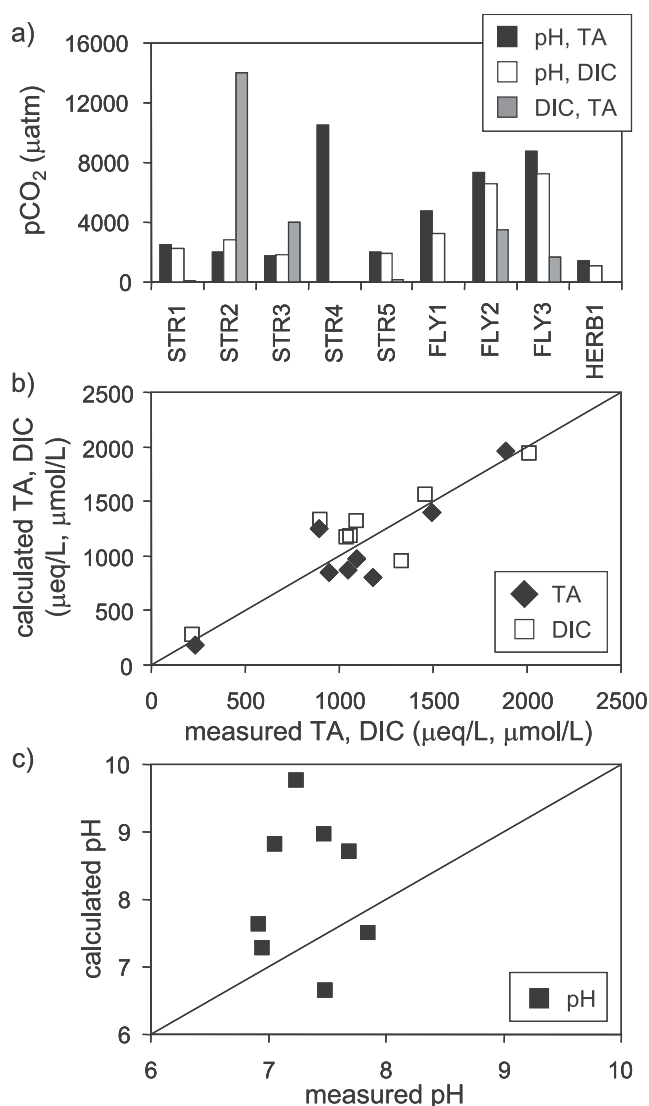 a)
pH, TA
pH, DIC
DIC, TA
pCO₂ (μatm)
16000
12000
8000
4000
0
STR1
STR2
STR3
STR4
STR5
FLY1
FLY2
FLY3
HERB1
b)
calculated TA, DIC
(μeq/L, μmol/L)
2500
2000
1500
1000
500
0
TA
DIC
0 500 1000 1500 2000 2500
measured TA, DIC (μeq/L, μmol/L)
c)
calculated pH
10
9
8
7
6
pH
6 7 8 9 10
measured pH